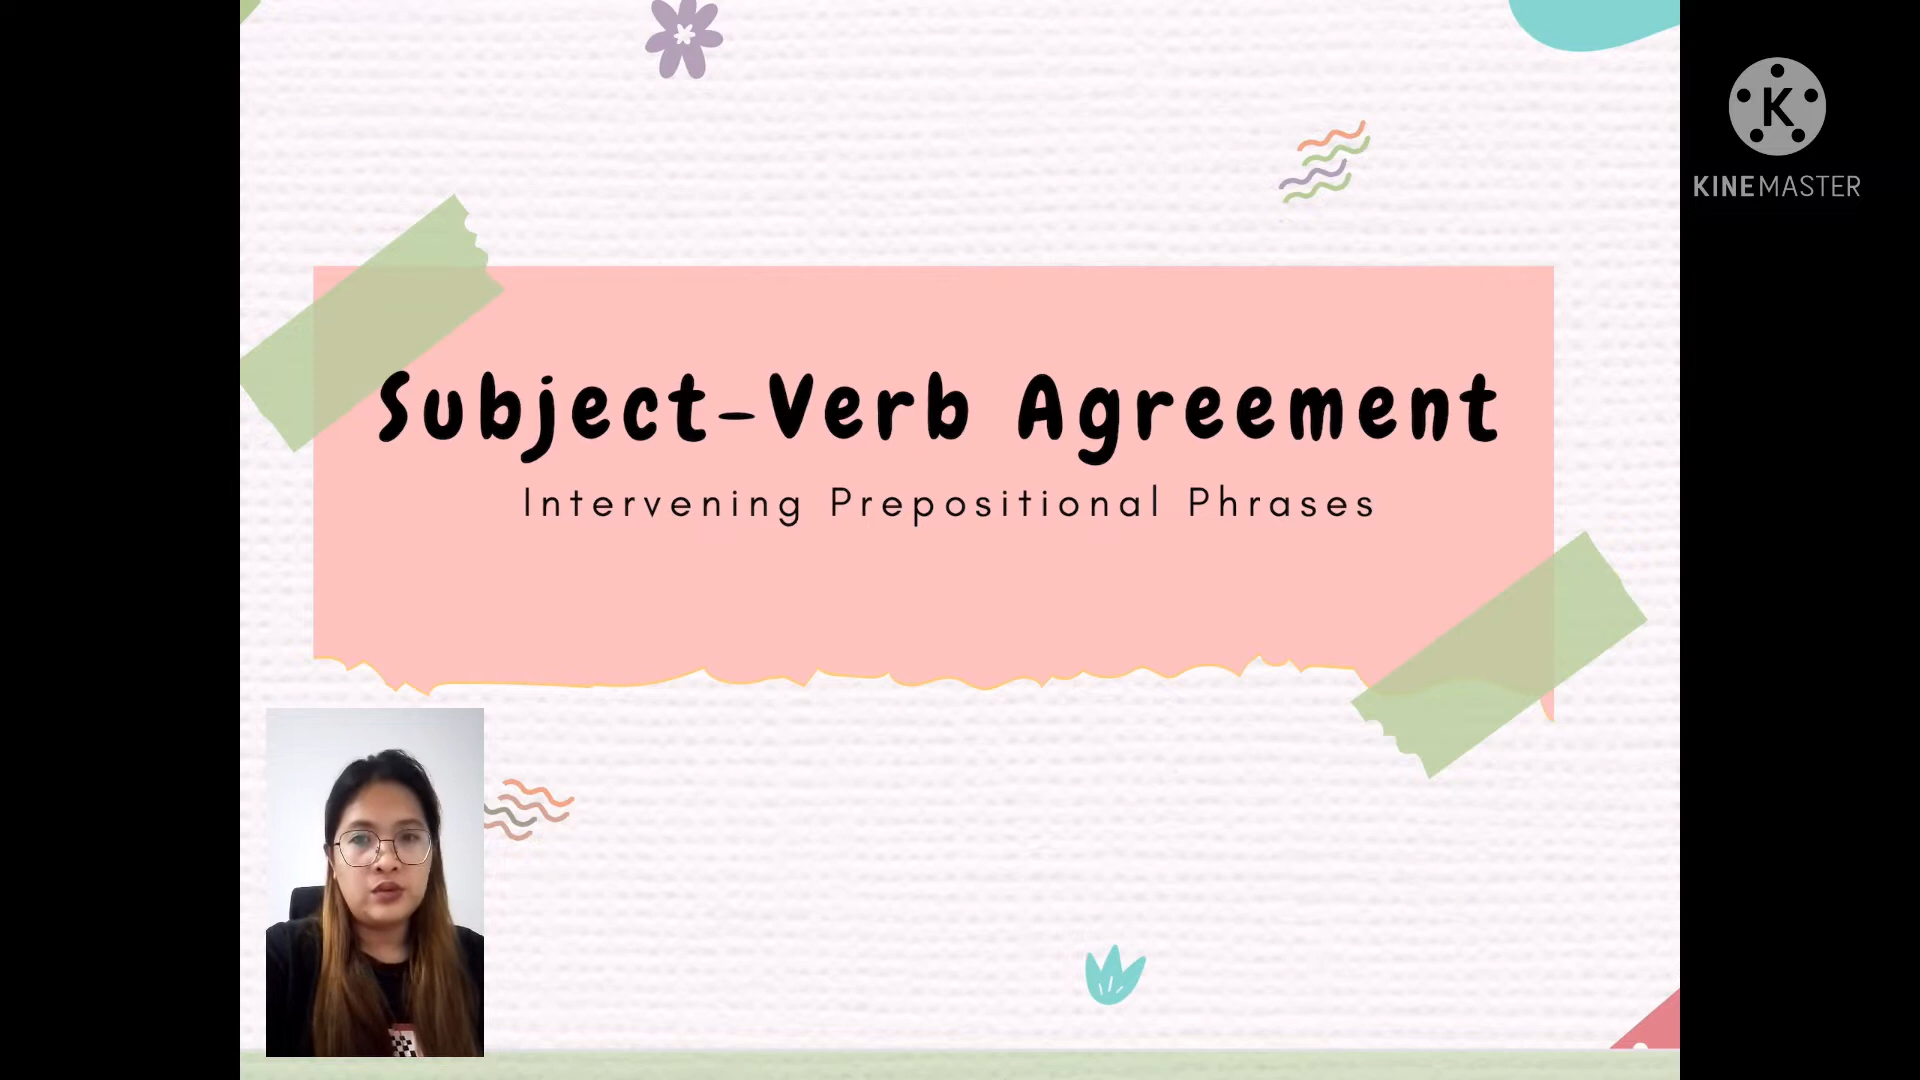 K
KINEMASTER
Subject-Verb Agreement
Intervening Prepositional Phrases